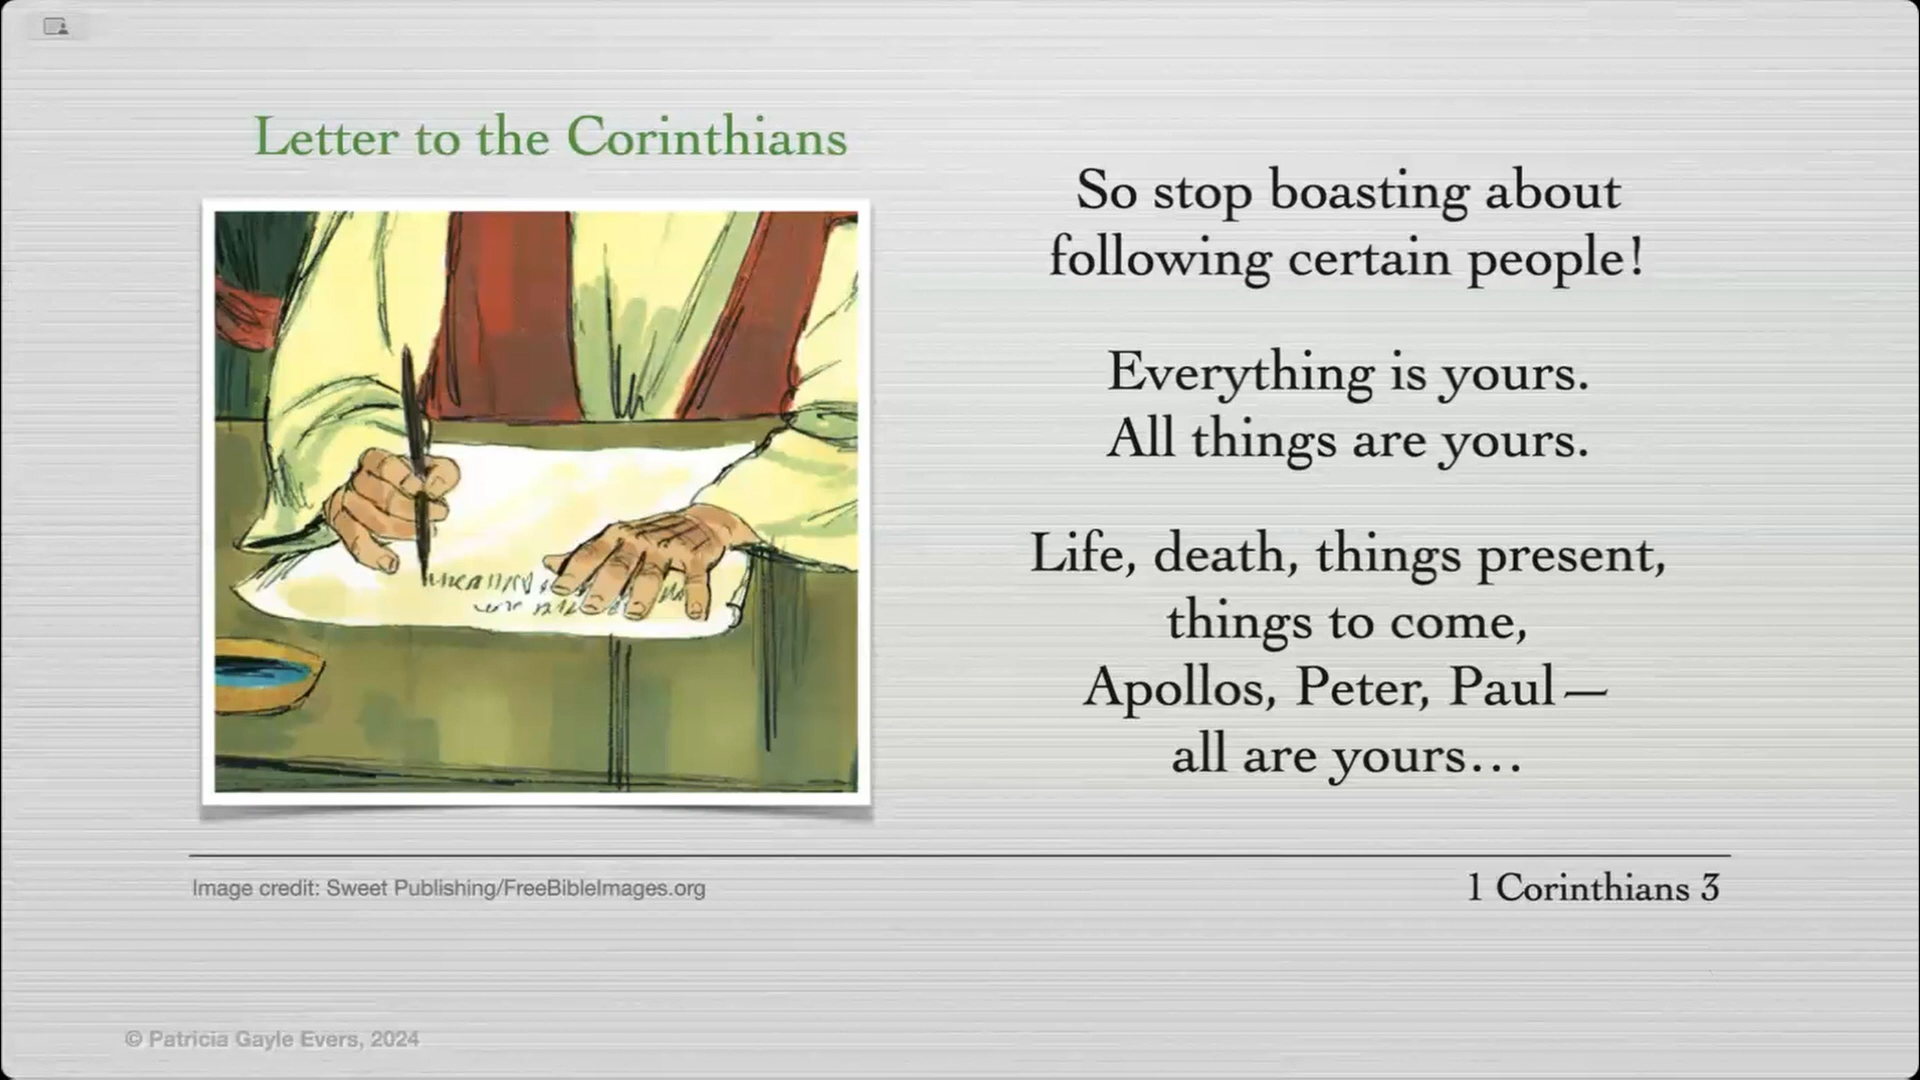 Letter to the Corinthians
So stop boasting about
following certain people!
Everything is yours.
All things are yours.
Life, death, things present,
things to come,
Apollos, Peter, Paul—
all are yours…
Image credit: Sweet Publishing/FreeBibleImages.org
1 Corinthians 3
© Patricia Gayle Evers, 2024